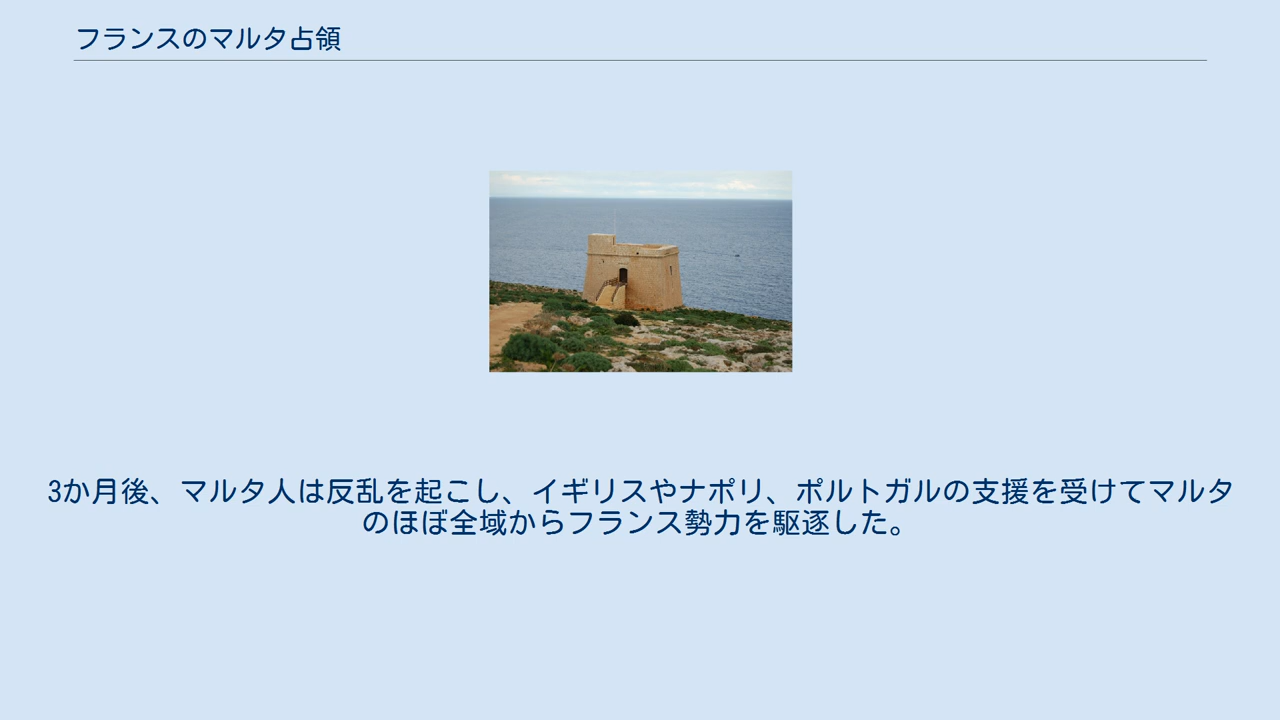 フランスのマルタ占領
3か月後、マルタ人は反乱を起こし、イギリスやナポリ、ポルトガルの支援を受けてマルタ
のほぼ全域からフランス勢力を駆逐した。